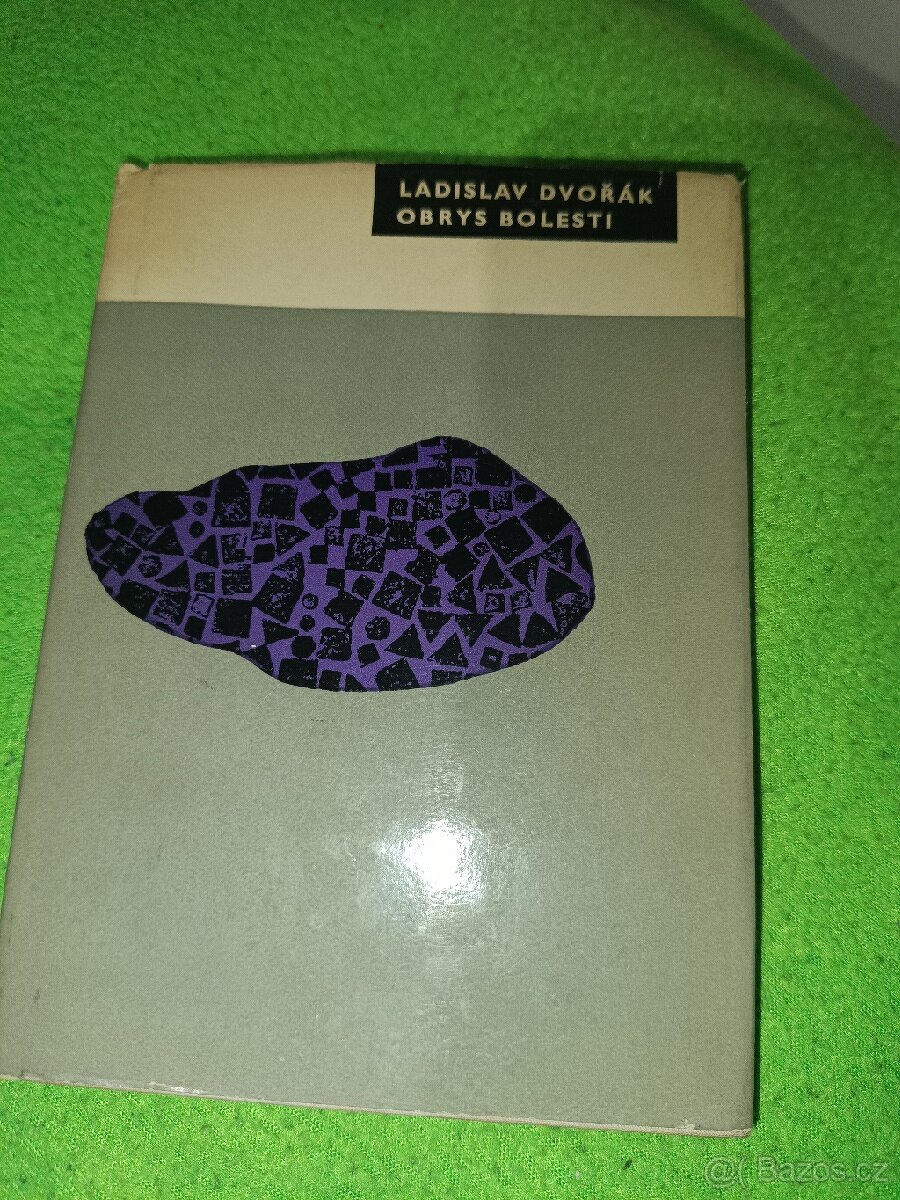 LADISLAV DVOŘÁK
OBRYS BOLESTI
@( Bazos.cz